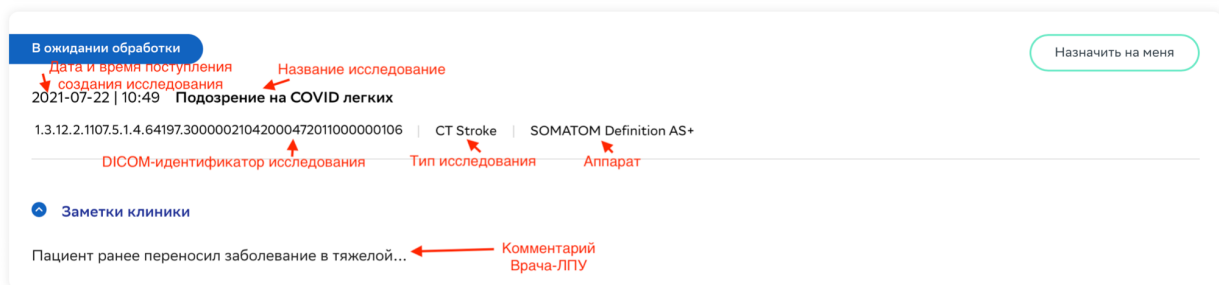 В ожидании обработки
Назначить на меня
Дата и время поступления
создания исследования
Название исследование
2021-07-22 | 10:49 Подозрение на COVID легких
1.3.12.2.1107.5.1.4.64197.30000021042000472011000000106 | CT Stroke | SOMATOM Definition AS+
DICOM-идентификатор исследования
Тип исследования
Аппарат
Заметки клиники
Пациент ранее переносил заболевание в тяжелой...
Комментарий
Врача-ЛПУ